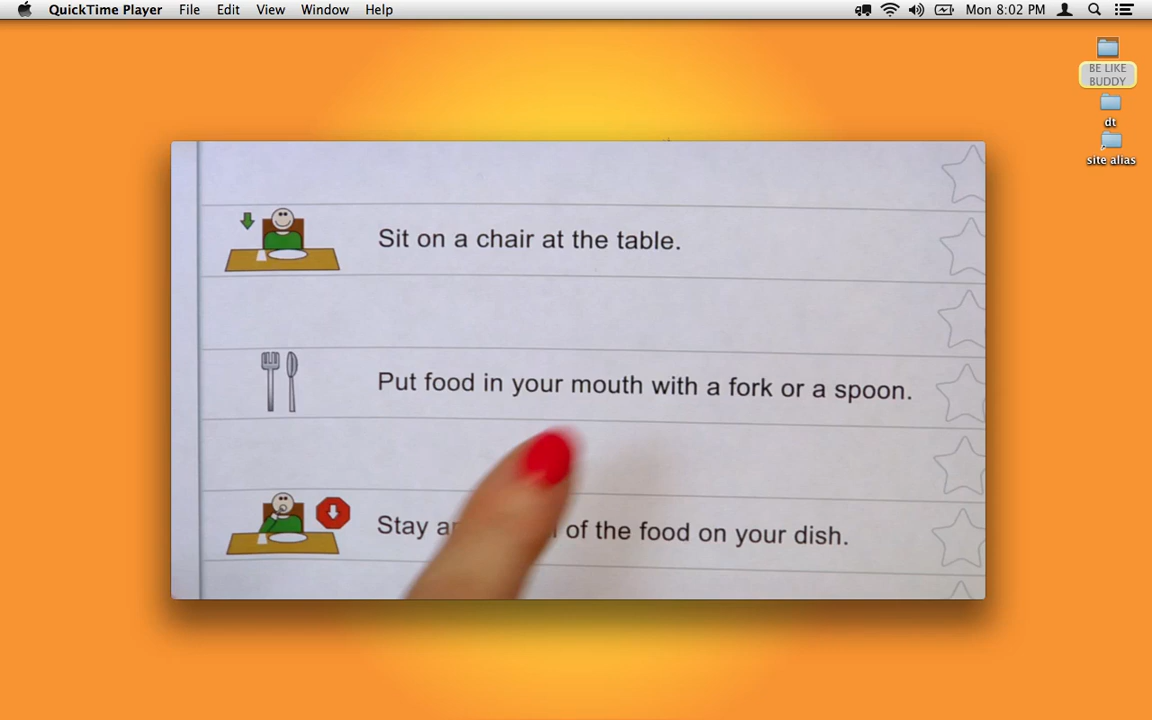 QuickTime Player File Edit View Window Help Mon 8:02 PM
BE LIKE
BUDDY
dt
site alias
Sit on a chair at the table.
Put food in your mouth with a fork or a spoon.
Stay of the food on your dish.